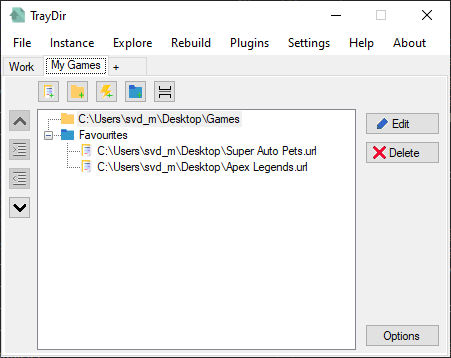 TrayDir
File Instance Explore Rebuild Plugins Settings Help About
Work My Games +
C:\Users\svd_m\Desktop\Games
Favourites
C:\Users\svd_m\Desktop\Super Auto Pets.url
C:\Users\svd_m\Desktop\Apex Legends.url
Edit
Delete
Options